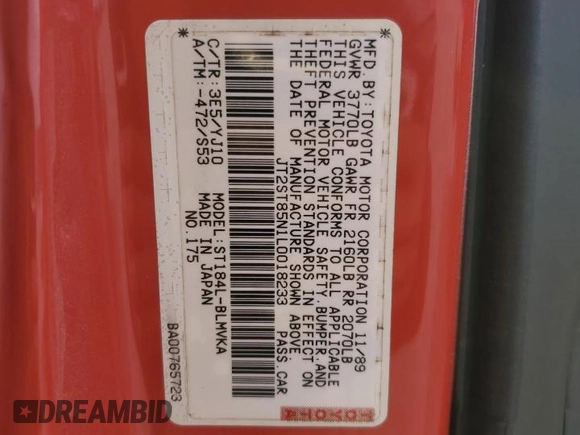 MFD.BY:TOYOTA MOTOR CORPORATION 11/89
GVWR 3770LB GAWR FR 2160LB RR 2070LB
THIS VEHICLE CONFORMS TO ALL APPLICABLE
FEDERAL MOTOR VEHICLE SAFETY,BUMPER,AND
THEFT PREVENTION STANDARDS IN EFFECT ON
THE DATE OF MANUFACTURE SHOWN ABOVE.
JT2ST85N1L0018233 PASS.CAR
* *
C/TR:3E5/YJ10 MODEL:ST184L-BLMVKA
A/TM:-472/S53 MADE IN JAPAN
NO.175
BA00765723
TOYOTA
DREAMBID